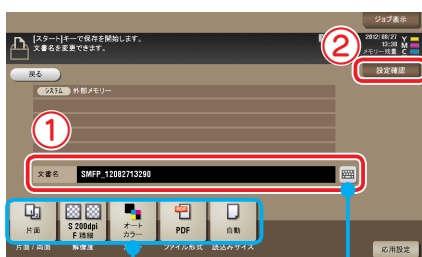 ジョブ表示
[スタート]キーで保存を開始します。
文書名を変更できます。
②
2012/08/27
13:30
メモリー残量
Y
M
C
戻る
設定確認
システム 外部メモリー
①
文書名 SMFP_12082713290
片面
S 200dpi
F 精細
オート
カラー
PDF
自動
片面/両面 解像度 ファイル形式 読込みサイズ
応用設定